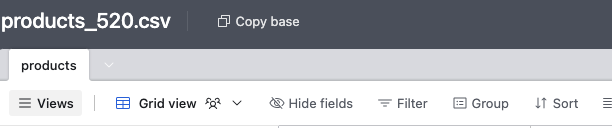 products_520.csv Copy base
products
Views Grid view Hide fields Filter Group Sort